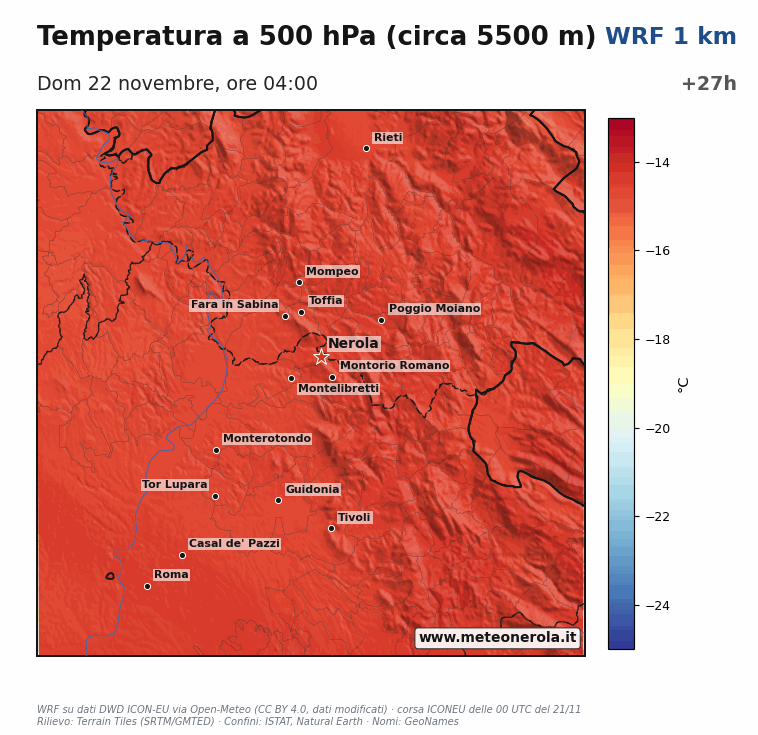 Temperatura a 500 hPa (circa 5500 m) WRF 1 km
Dom 22 novembre, ore 04:00 +27h
Rieti
Mompeo
Toffia
Fara in Sabina
Poggio Moiano
Nerola
Montorio Romano
Montelibretti
Monterotondo
Tor Lupara
Guidonia
Tivoli
Casal de' Pazzi
Roma
www.meteonerola.it
−14
−16
−18
−20
−22
−24
°C
WRF su dati DWD ICON-EU via Open-Meteo (CC BY 4.0, dati modificati) · corsa ICONEU delle 00 UTC del 21/11
Rilievo: Terrain Tiles (SRTM/GMTED) · Confini: ISTAT, Natural Earth · Nomi: GeoNames